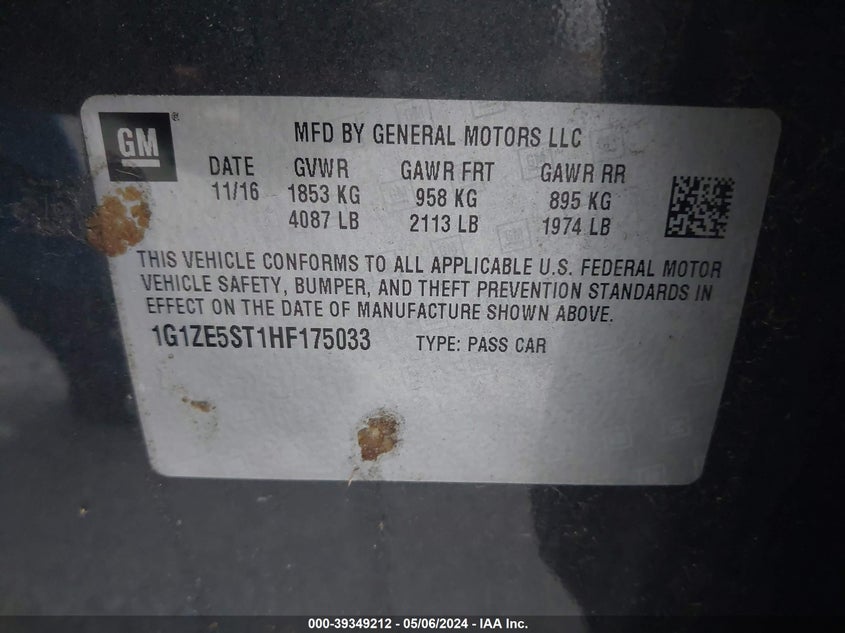 GM ®
MFD BY GENERAL MOTORS LLC
DATE GVWR GAWR FRT GAWR RR
11/16 1853 KG 958 KG 895 KG
4087 LB 2113 LB 1974 LB
THIS VEHICLE CONFORMS TO ALL APPLICABLE U.S. FEDERAL MOTOR
VEHICLE SAFETY, BUMPER, AND THEFT PREVENTION STANDARDS IN
EFFECT ON THE DATE OF MANUFACTURE SHOWN ABOVE.
1G1ZE5ST1HF175033 TYPE: PASS CAR
000-39349212 - 05/06/2024 - IAA Inc.